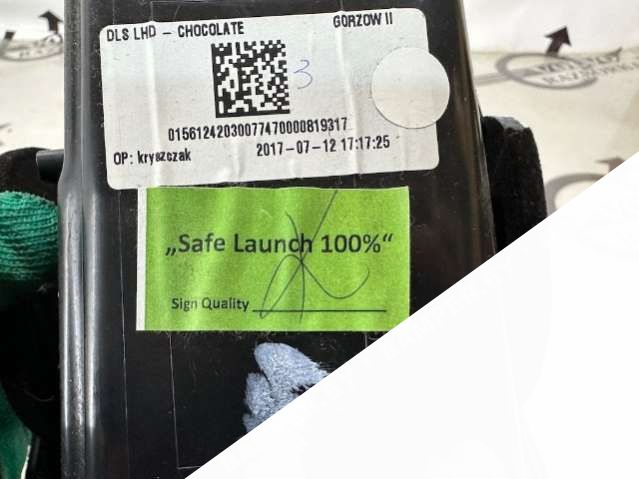 DLS LHD - CHOCOLATE GORZOW II
3
01561242030077470000819317
OP: kryszczak 2017-07-12 17:17:25
„Safe Launch 100%“
Sign Quality